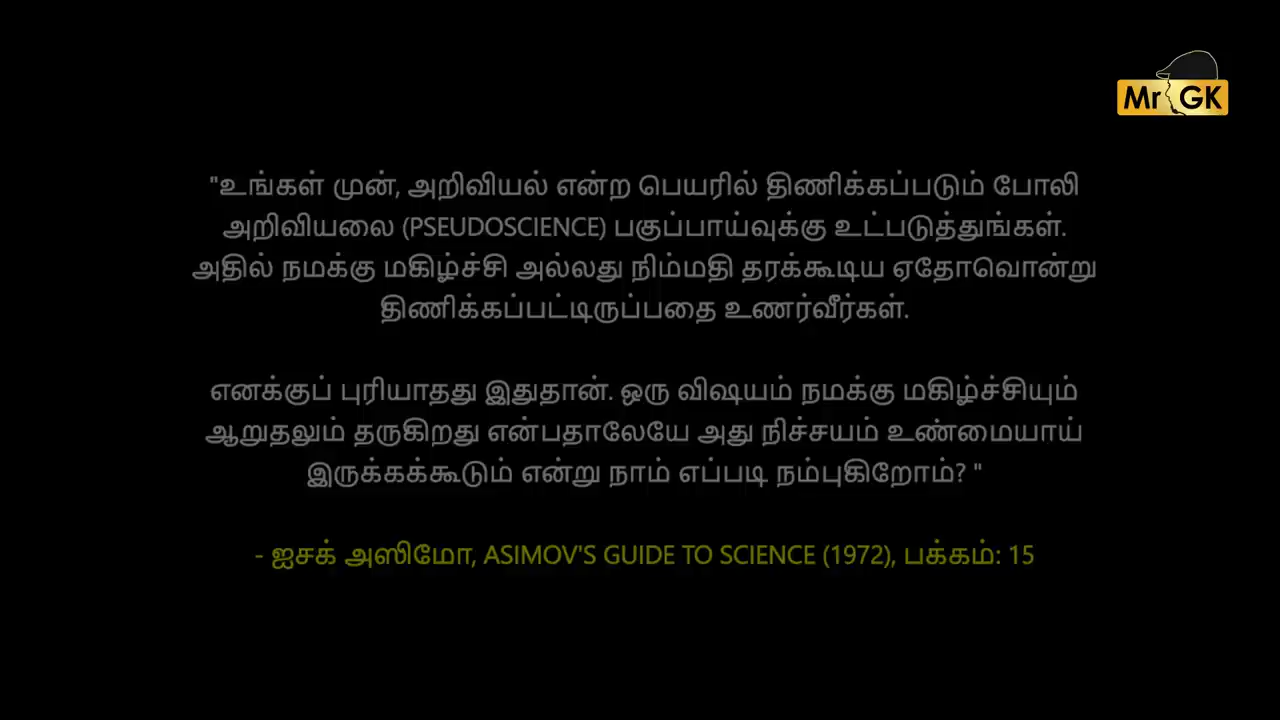 Mr GK
"உங்கள் முன், அறிவியல் என்ற பெயரில் திணிக்கப்படும் போலி
அறிவியலை (PSEUDOSCIENCE) பகுப்பாய்வுக்கு உட்படுத்துங்கள்.
அதில் நமக்கு மகிழ்ச்சி அல்லது நிம்மதி தரக்கூடிய ஏதோவொன்று
திணிக்கப்பட்டிருப்பதை உணர்வீர்கள்.
எனக்குப் புரியாதது இதுதான். ஒரு விஷயம் நமக்கு மகிழ்ச்சியும்
ஆறுதலும் தருகிறது என்பதாலேயே அது நிச்சயம் உண்மையாய்
இருக்கக்கூடும் என்று நாம் எப்படி நம்புகிறோம்? "
- ஐசக் அஸிமோ, ASIMOV'S GUIDE TO SCIENCE (1972), பக்கம்: 15